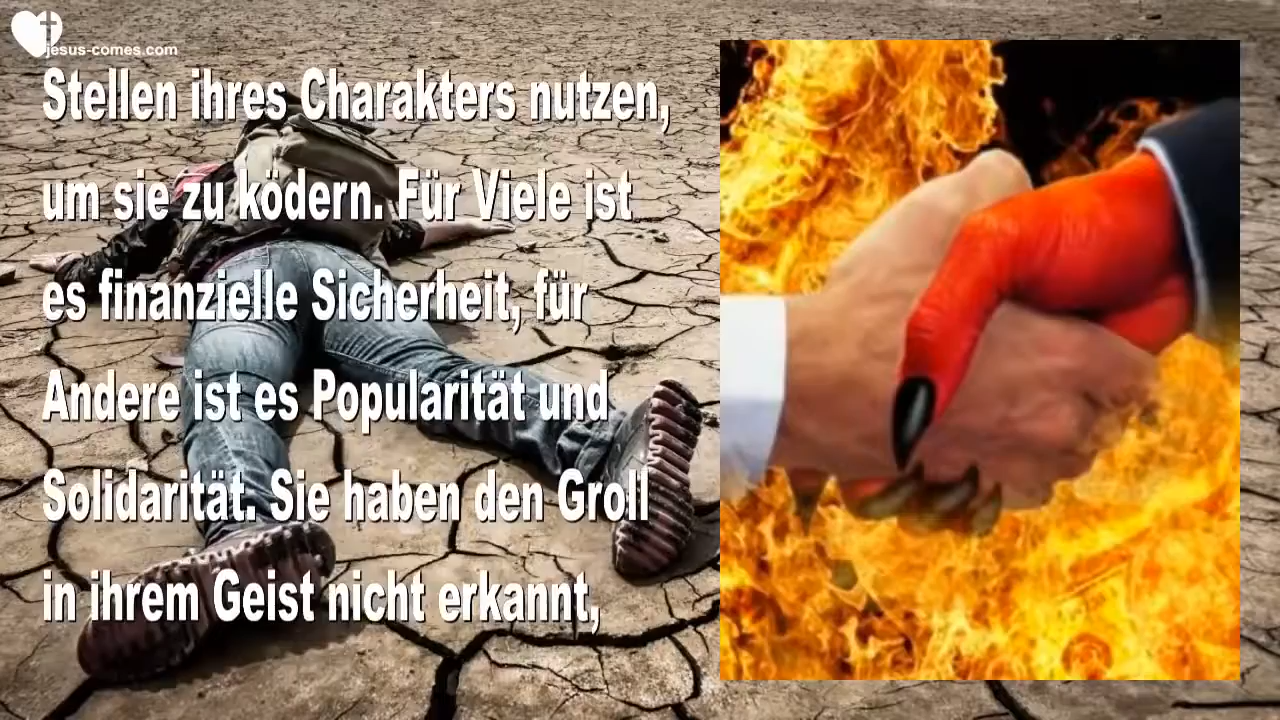 jesus-comes.com
Stellen ihres Charakters nutzen,
um sie zu ködern. Für Viele ist
es finanzielle Sicherheit, für
Andere ist es Popularität und
Solidarität. Sie haben den Groll
in ihrem Geist nicht erkannt,